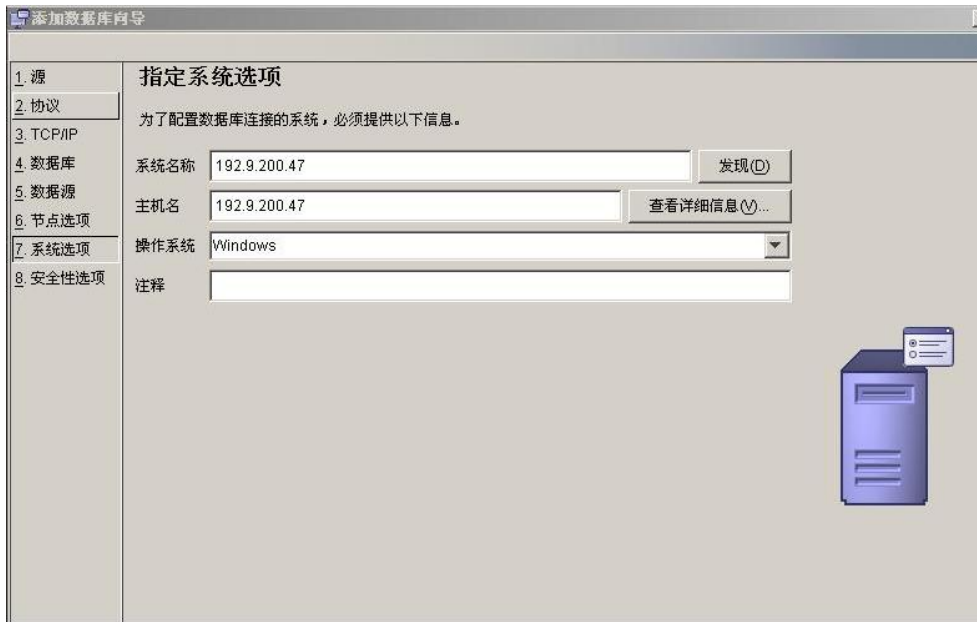 添加数据库向导
1. 源
2. 协议
3. TCP/IP
4. 数据库
5. 数据源
6. 节点选项
7. 系统选项
8. 安全性选项
指定系统选项
为了配置数据库连接的系统，必须提供以下信息。
系统名称 192.9.200.47 发现(D)
主机名 192.9.200.47 查看详细信息(V)...
操作系统 Windows
注释